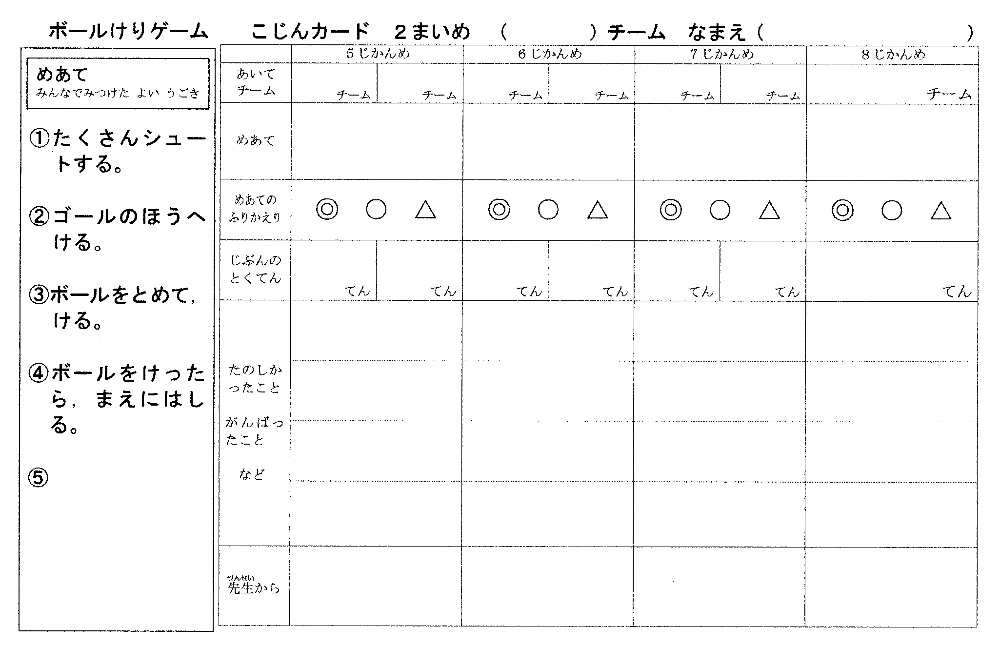 ボールけりゲーム　こじんカード　２まいめ　（　　　　）チーム　なまえ（　　　　　　　　　　）
めあて
みんなでみつけた よい うごき
①たくさんシュー
トする。
②ゴールのほうへ
ける。
③ボールをとめて，
ける。
④ボールをけった
ら，まえにはし
る。
⑤
５じかんめ　６じかんめ　７じかんめ　８じかんめ
あいて
チーム　チーム　チーム　チーム　チーム　チーム　チーム　チーム
めあて
めあての
ふりかえり
◎ ○ △　◎ ○ △　◎ ○ △　◎ ○ △
じぶんの
とくてん
てん　てん　てん　てん　てん　てん　てん
たのしか
ったこと
がんばっ
たこと
など
せんせい
先生から